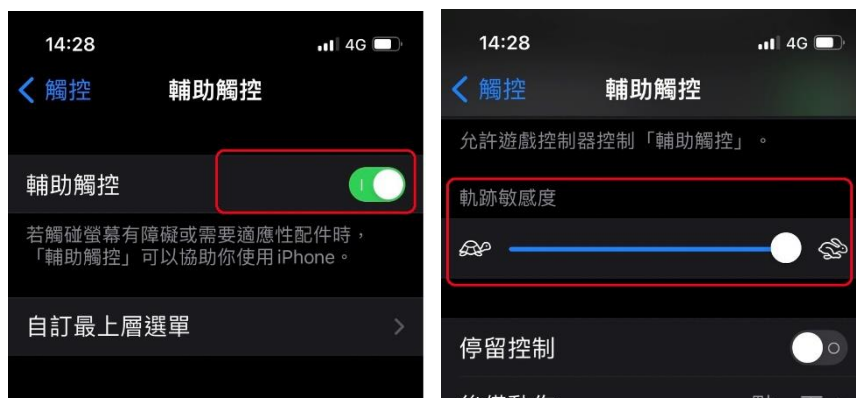 14:28
4G
觸控
輔助觸控
輔助觸控
若觸碰螢幕有障礙或需要適應性配件時，
「輔助觸控」可以協助你使用 iPhone。
自訂最上層選單
14:28
4G
觸控
輔助觸控
允許遊戲控制器控制「輔助觸控」。
軌跡敏感度
停留控制